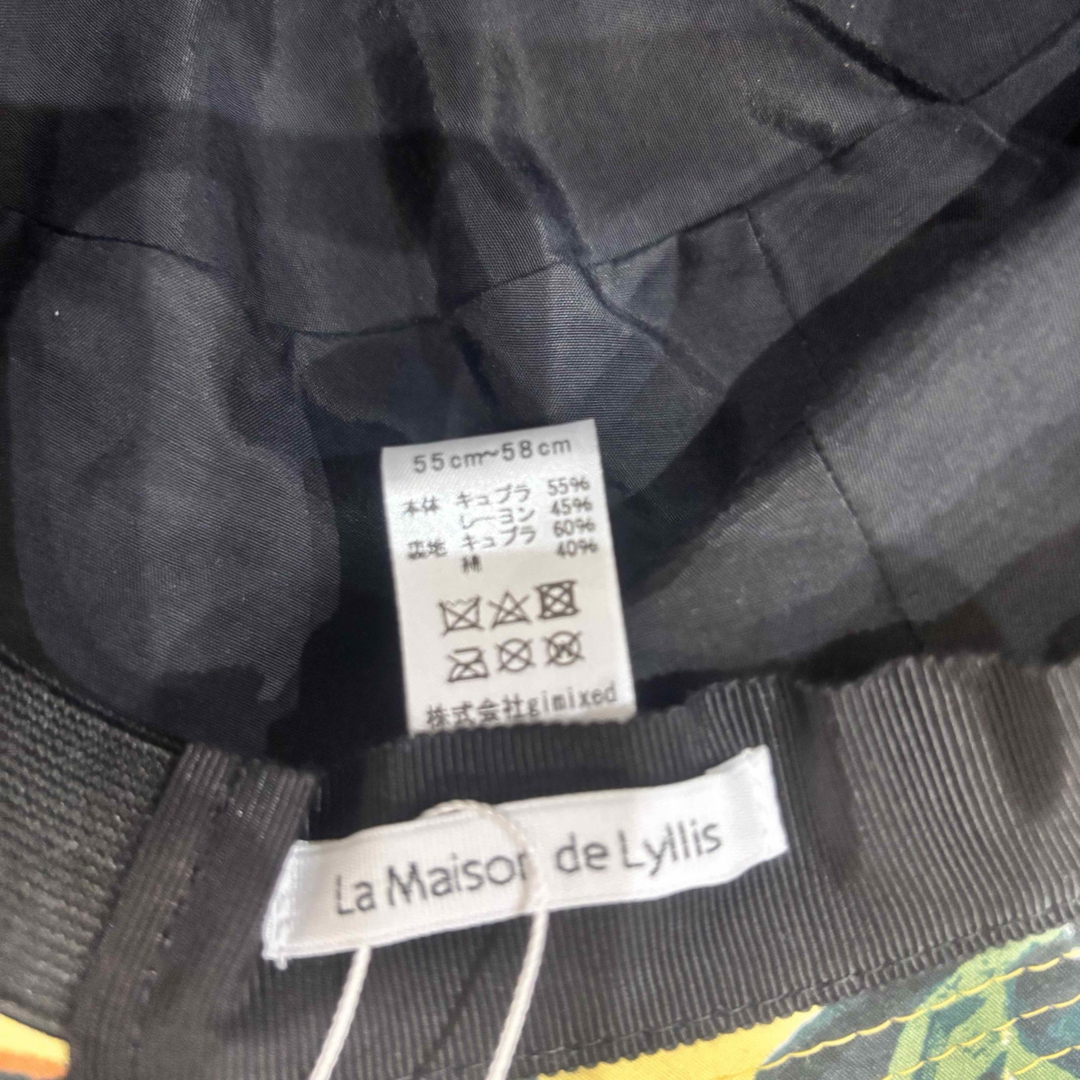 55cm~58cm
本体 キュプラ 55%
レーヨン 45%
裏地 キュプラ 60%
綿 40%
株式会社gimixed
La Maison de Lyllis